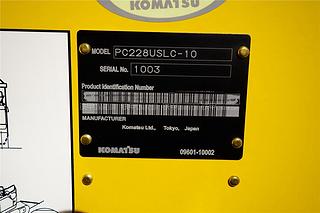 KOMATSU
MODEL PC228USLC-10
SERIAL No. 1003
Product Identification Number
MANUFACTURER
Komatsu Ltd., Tokyo, Japan
KOMATSU 09601-10002